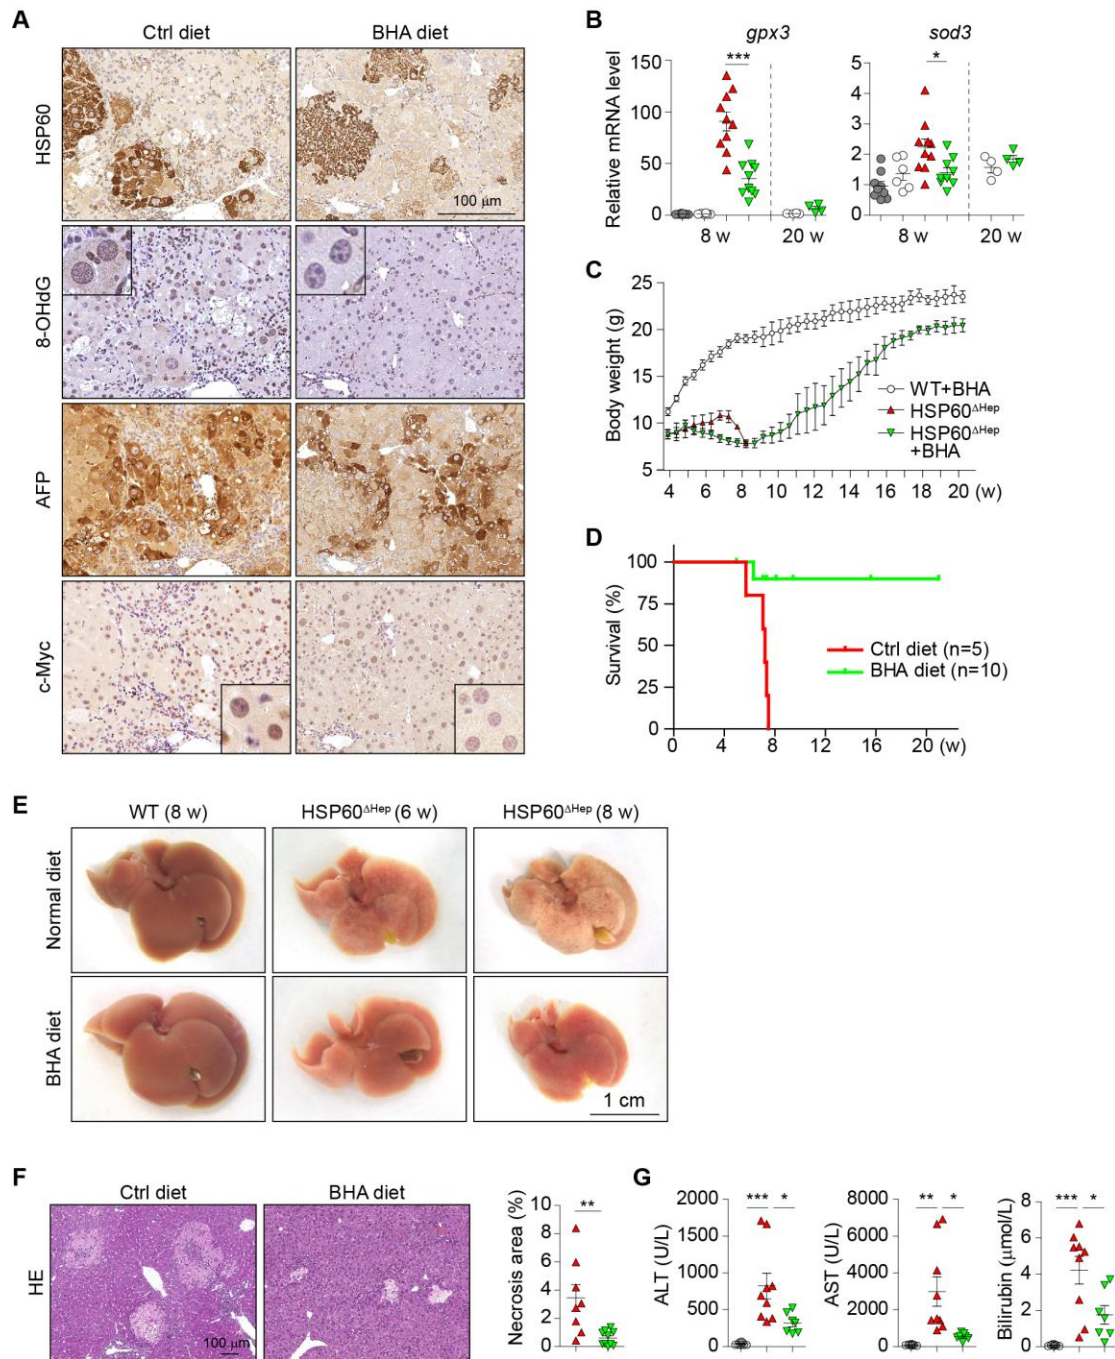 A
Ctrl diet
BHA diet
HSP60
100 µm
8-OHdG
AFP
c-Myc
B
gpx3
sod3
Relative mRNA level
150
100
50
0
***
8 w
20 w
5
4
3
2
1
0
*
8 w
20 w
C
Body weight (g)
25
20
15
10
5
4 6 8 10 12 14 16 18 20 (w)
WT+BHA
HSP60ΔHep
HSP60ΔHep
+BHA
D
Survival (%)
100
75
50
25
0
0 4 8 12 16 20 (w)
Ctrl diet (n=5)
BHA diet (n=10)
E
WT (8 w)
HSP60ΔHep (6 w)
HSP60ΔHep (8 w)
Normal diet
BHA diet
1 cm
F
Ctrl diet
BHA diet
HE
100 µm
Necrosis area (%)
10
8
6
4
2
0
**
G
ALT (U/L)
2000
1500
1000
500
0
*** *
AST (U/L)
8000
6000
4000
2000
0
** *
Bilirubin (µmol/L)
8
6
4
2
0
*** *